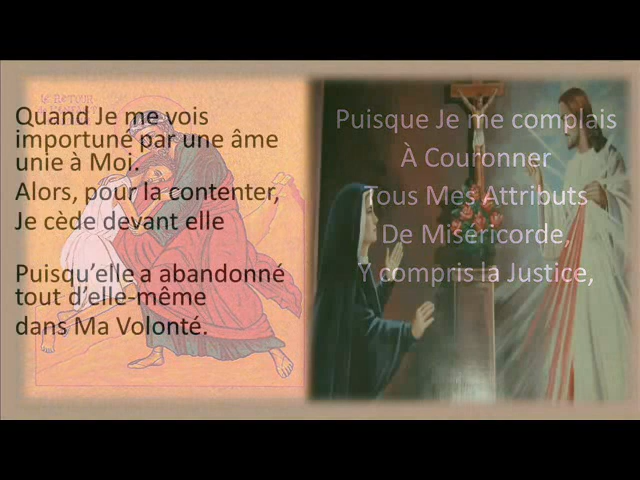 LE RETOUR
Quand Je me vois
importuné par une âme
unie à Moi.
Alors, pour la contenter,
Je cède devant elle
Puisqu’elle a abandonné
tout d’elle-même
dans Ma Volonté.
Puisque Je me complais
À Couronner
Tous Mes Attributs
De Miséricorde,
Y compris la Justice,